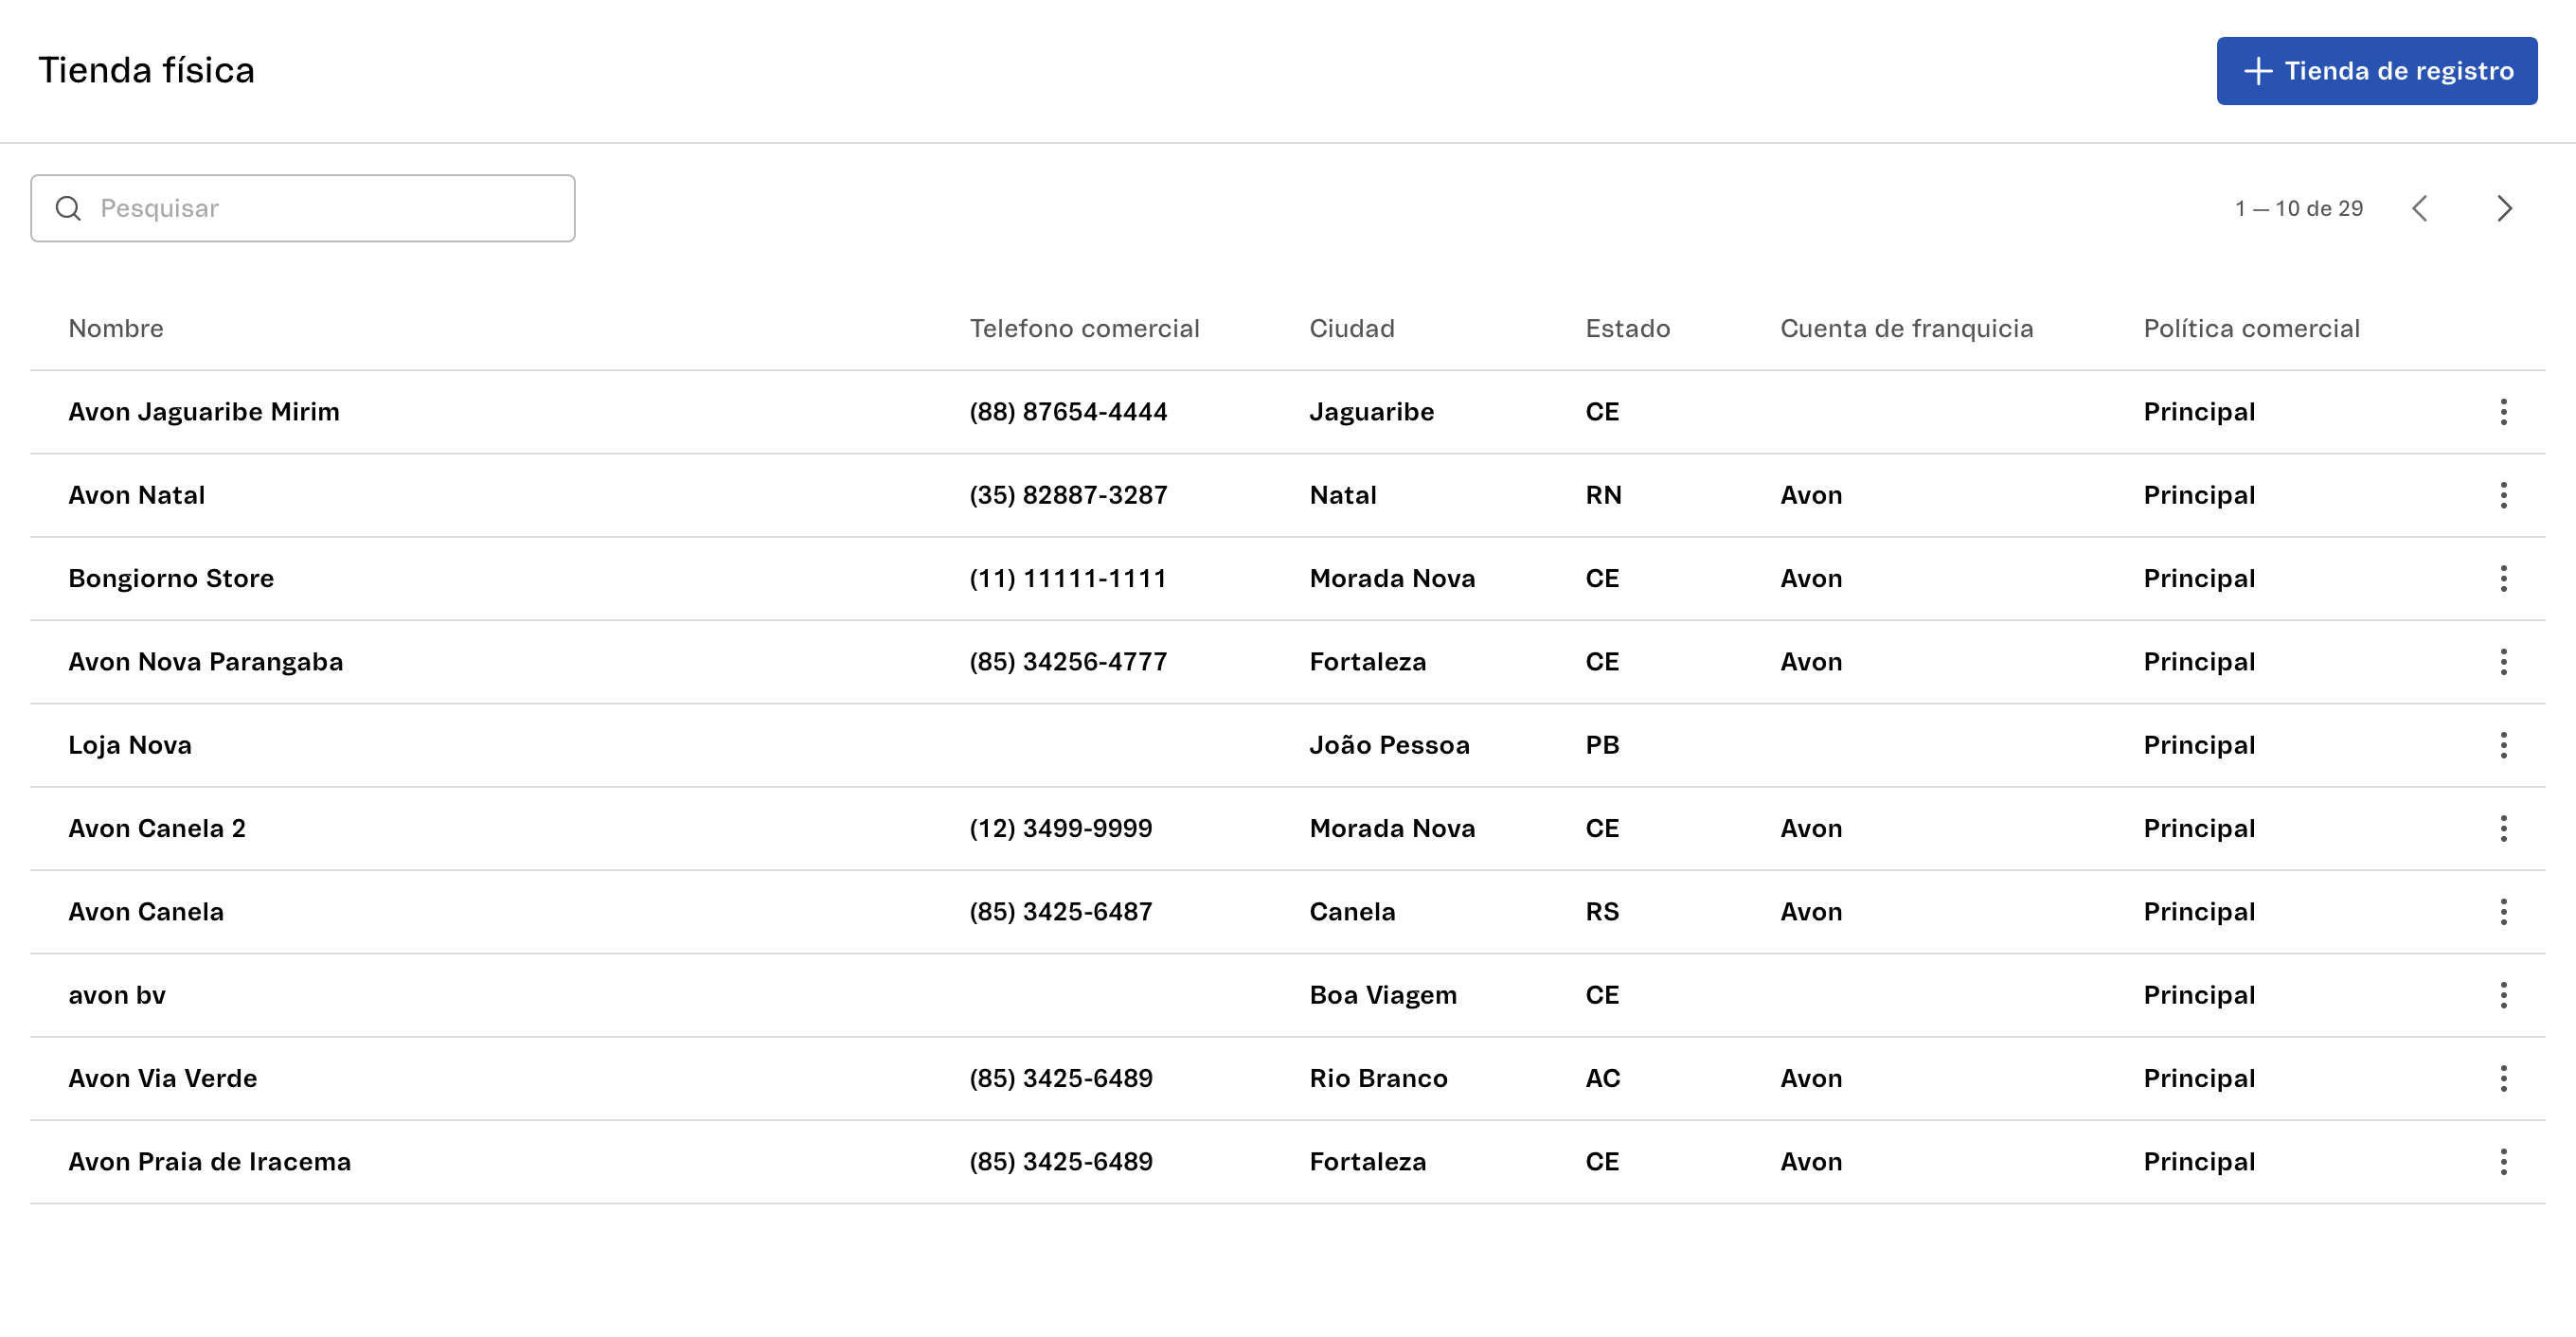 Tienda física
Tienda de registro
Pesquisar
1 — 10 de 29
Nombre Telefono comercial Ciudad Estado Cuenta de franquicia Política comercial
Avon Jaguaribe Mirim (88) 87654-4444 Jaguaribe CE Principal
Avon Natal (35) 82887-3287 Natal RN Avon Principal
Bongiorno Store (11) 11111-1111 Morada Nova CE Avon Principal
Avon Nova Parangaba (85) 34256-4777 Fortaleza CE Avon Principal
Loja Nova João Pessoa PB Principal
Avon Canela 2 (12) 3499-9999 Morada Nova CE Avon Principal
Avon Canela (85) 3425-6487 Canela RS Avon Principal
avon bv Boa Viagem CE Principal
Avon Via Verde (85) 3425-6489 Rio Branco AC Avon Principal
Avon Praia de Iracema (85) 3425-6489 Fortaleza CE Avon Principal